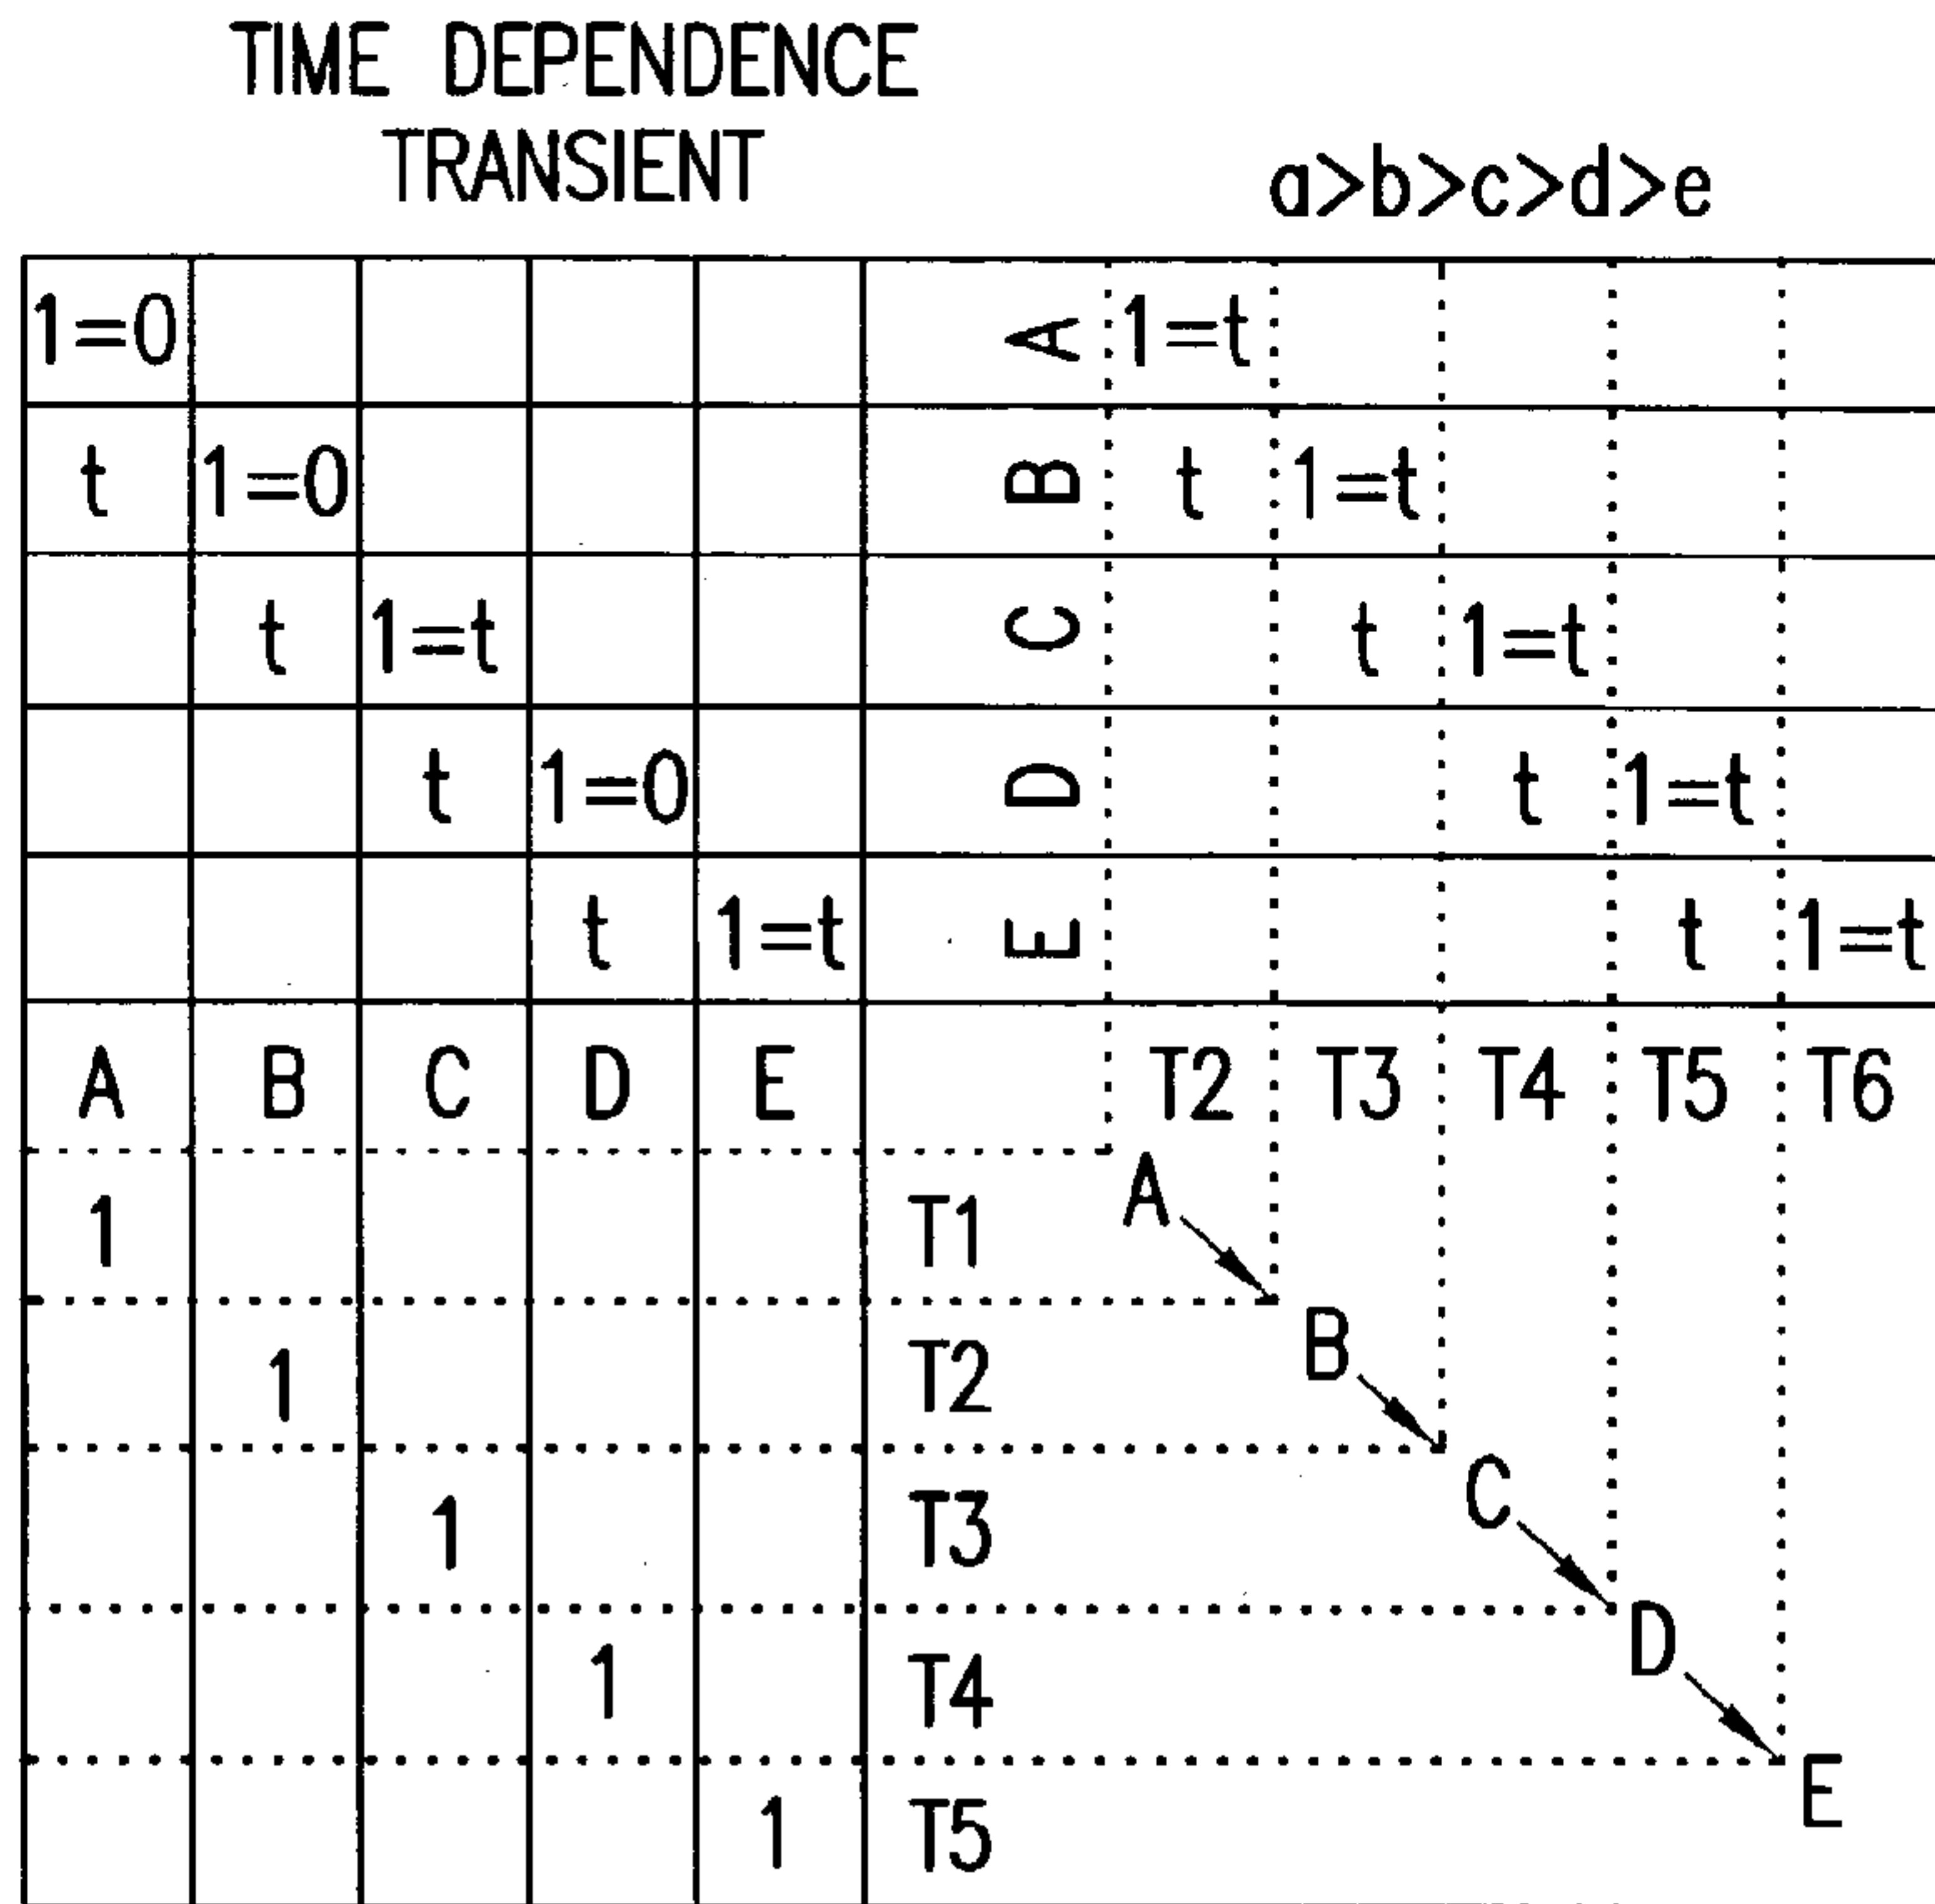 TIME DEPENDENCE
TRANSIENT
a>b>c>d>e
1=0 A 1=t
t 1=0 B t 1=t
t 1=t C t 1=t
t 1=0 D t 1=t
t 1=t E t 1=t
A B C D E T2 T3 T4 T5 T6
1 T1 A
1 T2 B
1 T3 C
1 T4 D
1 T5 E